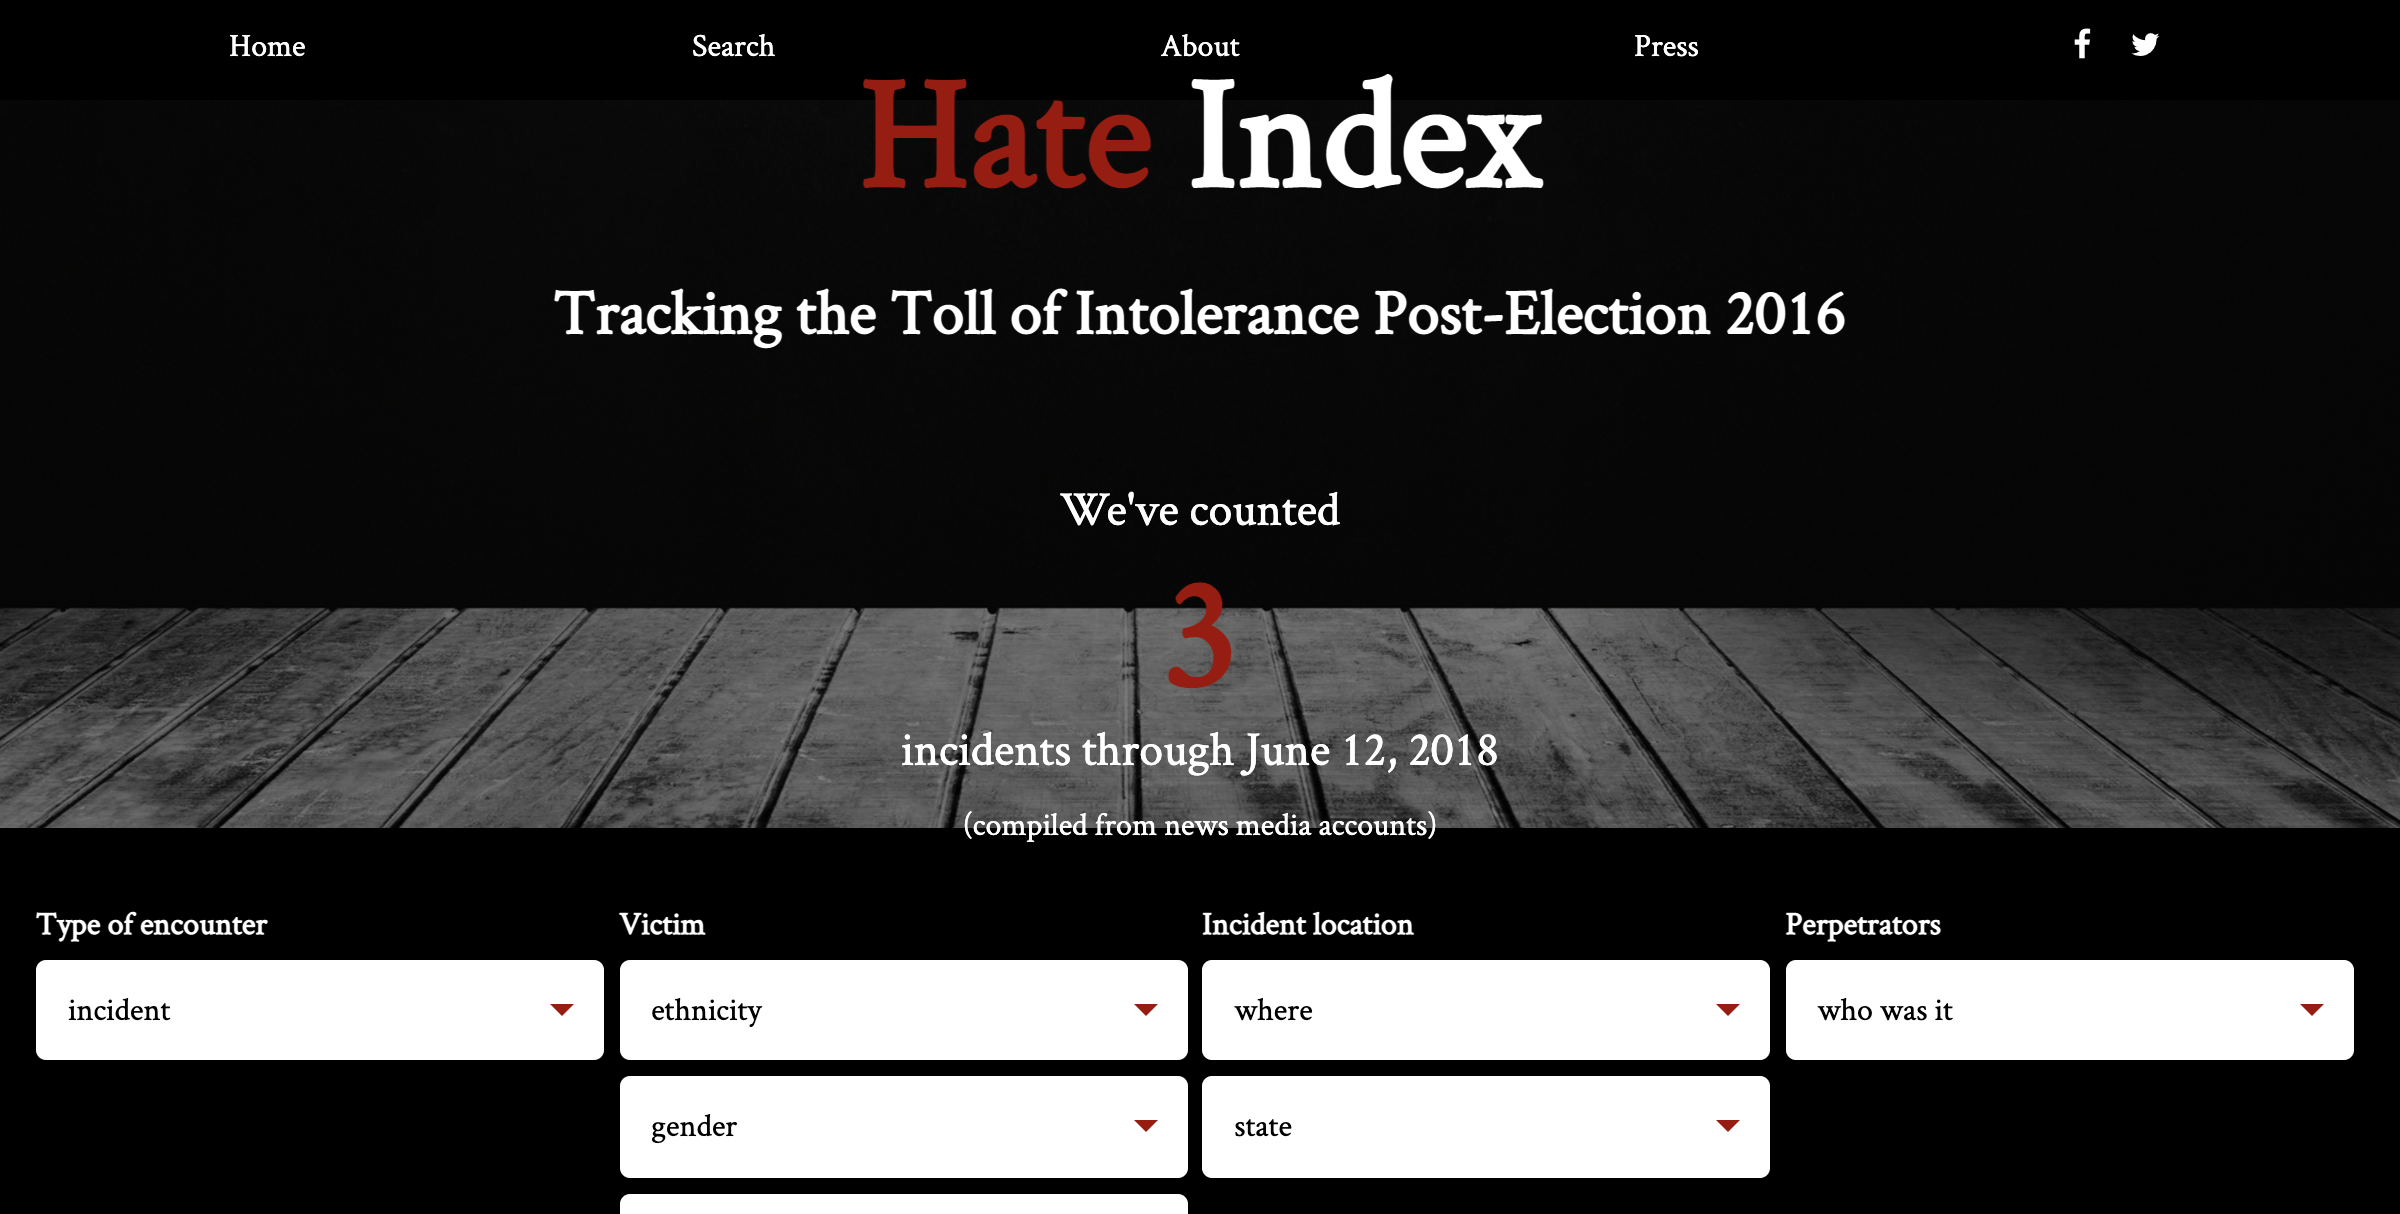 Home Search About Press
Hate Index
Tracking the Toll of Intolerance Post-Election 2016
We've counted
3
incidents through June 12, 2018
(compiled from news media accounts)
Type of encounter Victim Incident location Perpetrators
incident ethnicity where who was it
gender state